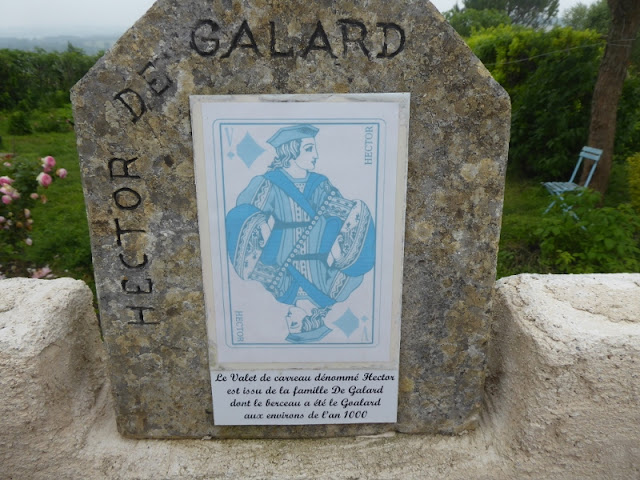 HECTOR DE GALARD
V
HECTOR
HECTOR
V
Le Valet de carreau dénommé Hector
est issu de la famille De Galard
dont le berceau a été le Goalard
aux environs de l'an 1000